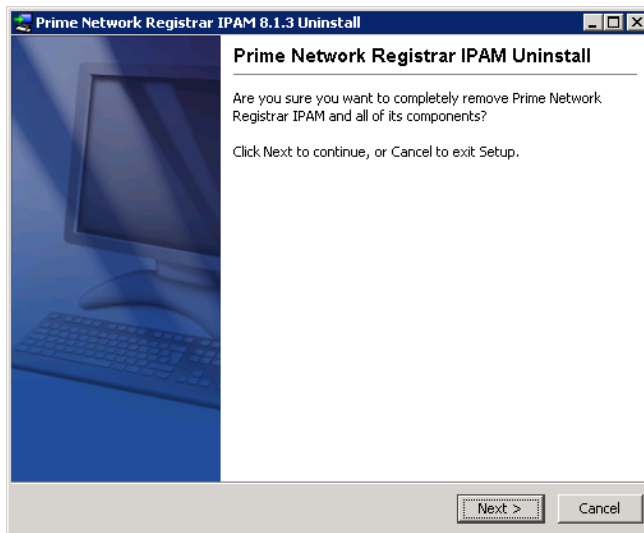 Prime Network Registrar IPAM 8.1.3 Uninstall
Prime Network Registrar IPAM Uninstall
Are you sure you want to completely remove Prime Network
Registrar IPAM and all of its components?
Click Next to continue, or Cancel to exit Setup.
Next >
Cancel